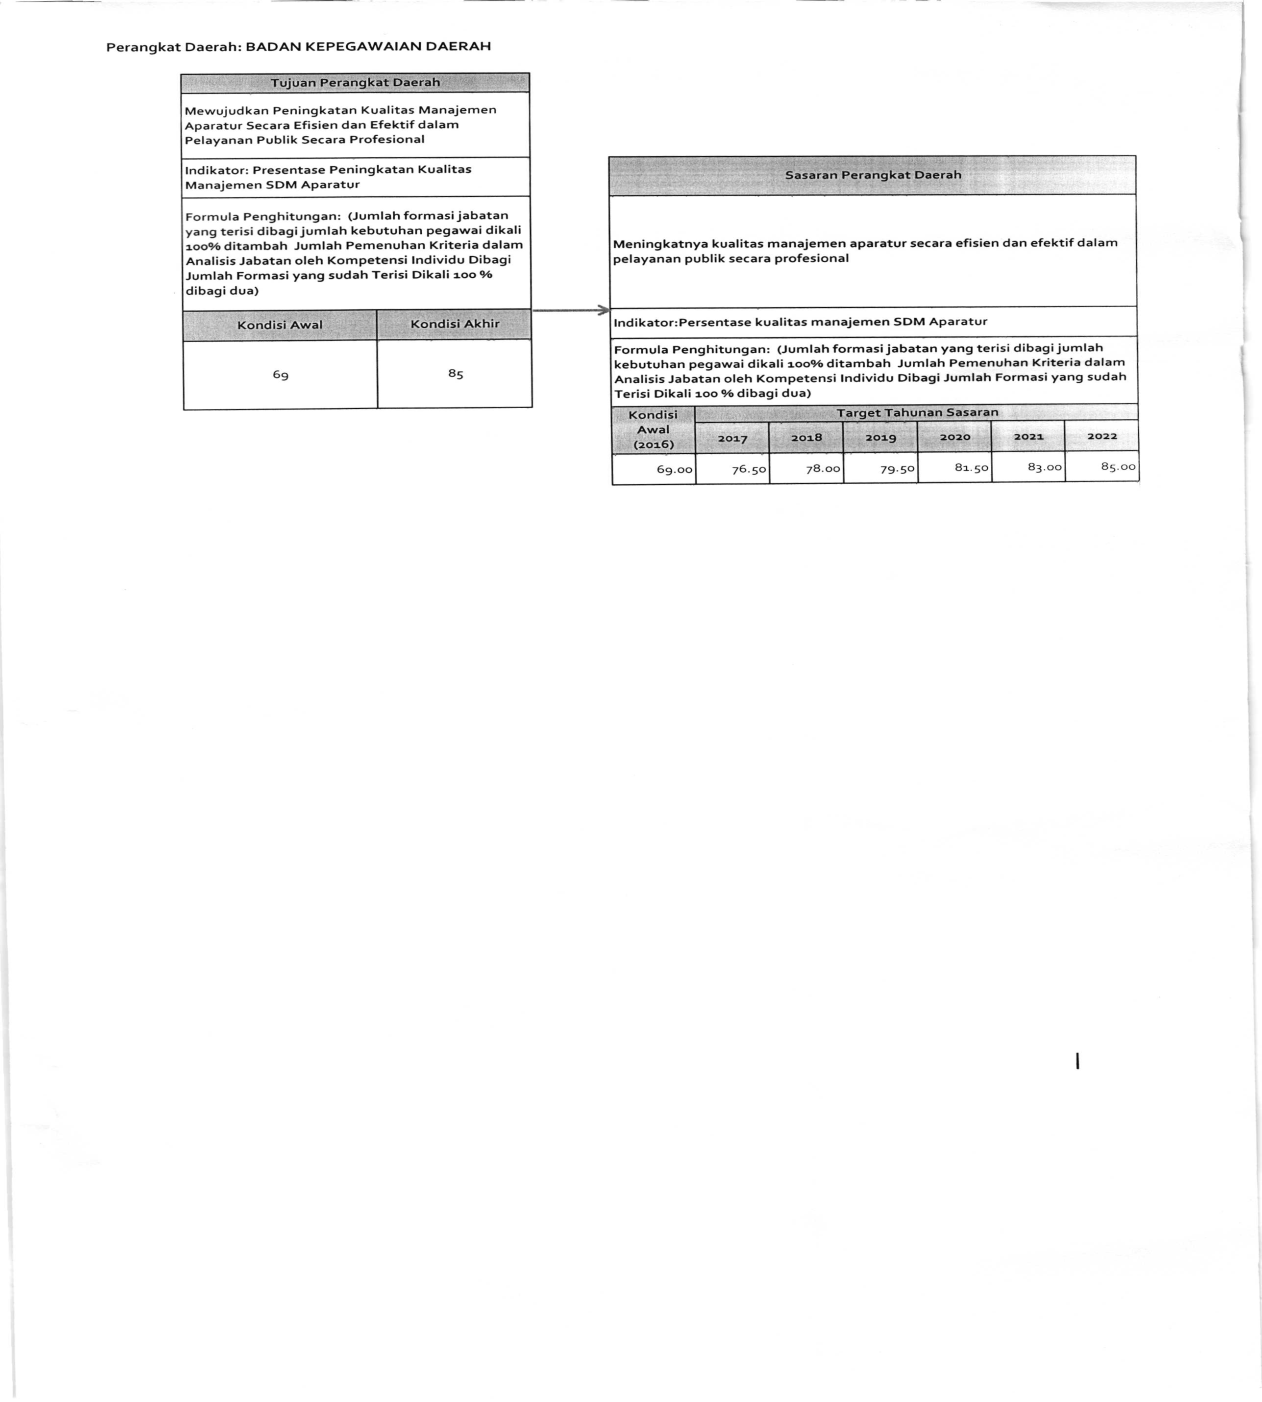 Perangkat Daerah: BADAN KEPEGAWAIAN DAERAH
Tujuan Perangkat Daerah
Mewujudkan Peningkatan Kualitas Manajemen
Aparatur Secara Efisien dan Efektif dalam
Pelayanan Publik Secara Profesional
Indikator: Presentase Peningkatan Kualitas
Manajemen SDM Aparatur
Formula Penghitungan: (Jumlah formasi jabatan
yang terisi dibagi jumlah kebutuhan pegawai dikali
100% ditambah Jumlah Pemenuhan Kriteria dalam
Analisis Jabatan oleh Kompetensi Individu Dibagi
Jumlah Formasi yang sudah Terisi Dikali 100 %
dibagi dua)
Kondisi Awal Kondisi Akhir
69 85
Sasaran Perangkat Daerah
Meningkatnya kualitas manajemen aparatur secara efisien dan efektif dalam
pelayanan publik secara profesional
Indikator:Persentase kualitas manajemen SDM Aparatur
Formula Penghitungan: (Jumlah formasi jabatan yang terisi dibagi jumlah
kebutuhan pegawai dikali 100% ditambah Jumlah Pemenuhan Kriteria dalam
Analisis Jabatan oleh Kompetensi Individu Dibagi Jumlah Formasi yang sudah
Terisi Dikali 100 % dibagi dua)
Kondisi
Awal
(2016)
Target Tahunan Sasaran
2017 2018 2019 2020 2021 2022
69.00 76.50 78.00 79.50 81.50 83.00 85.00